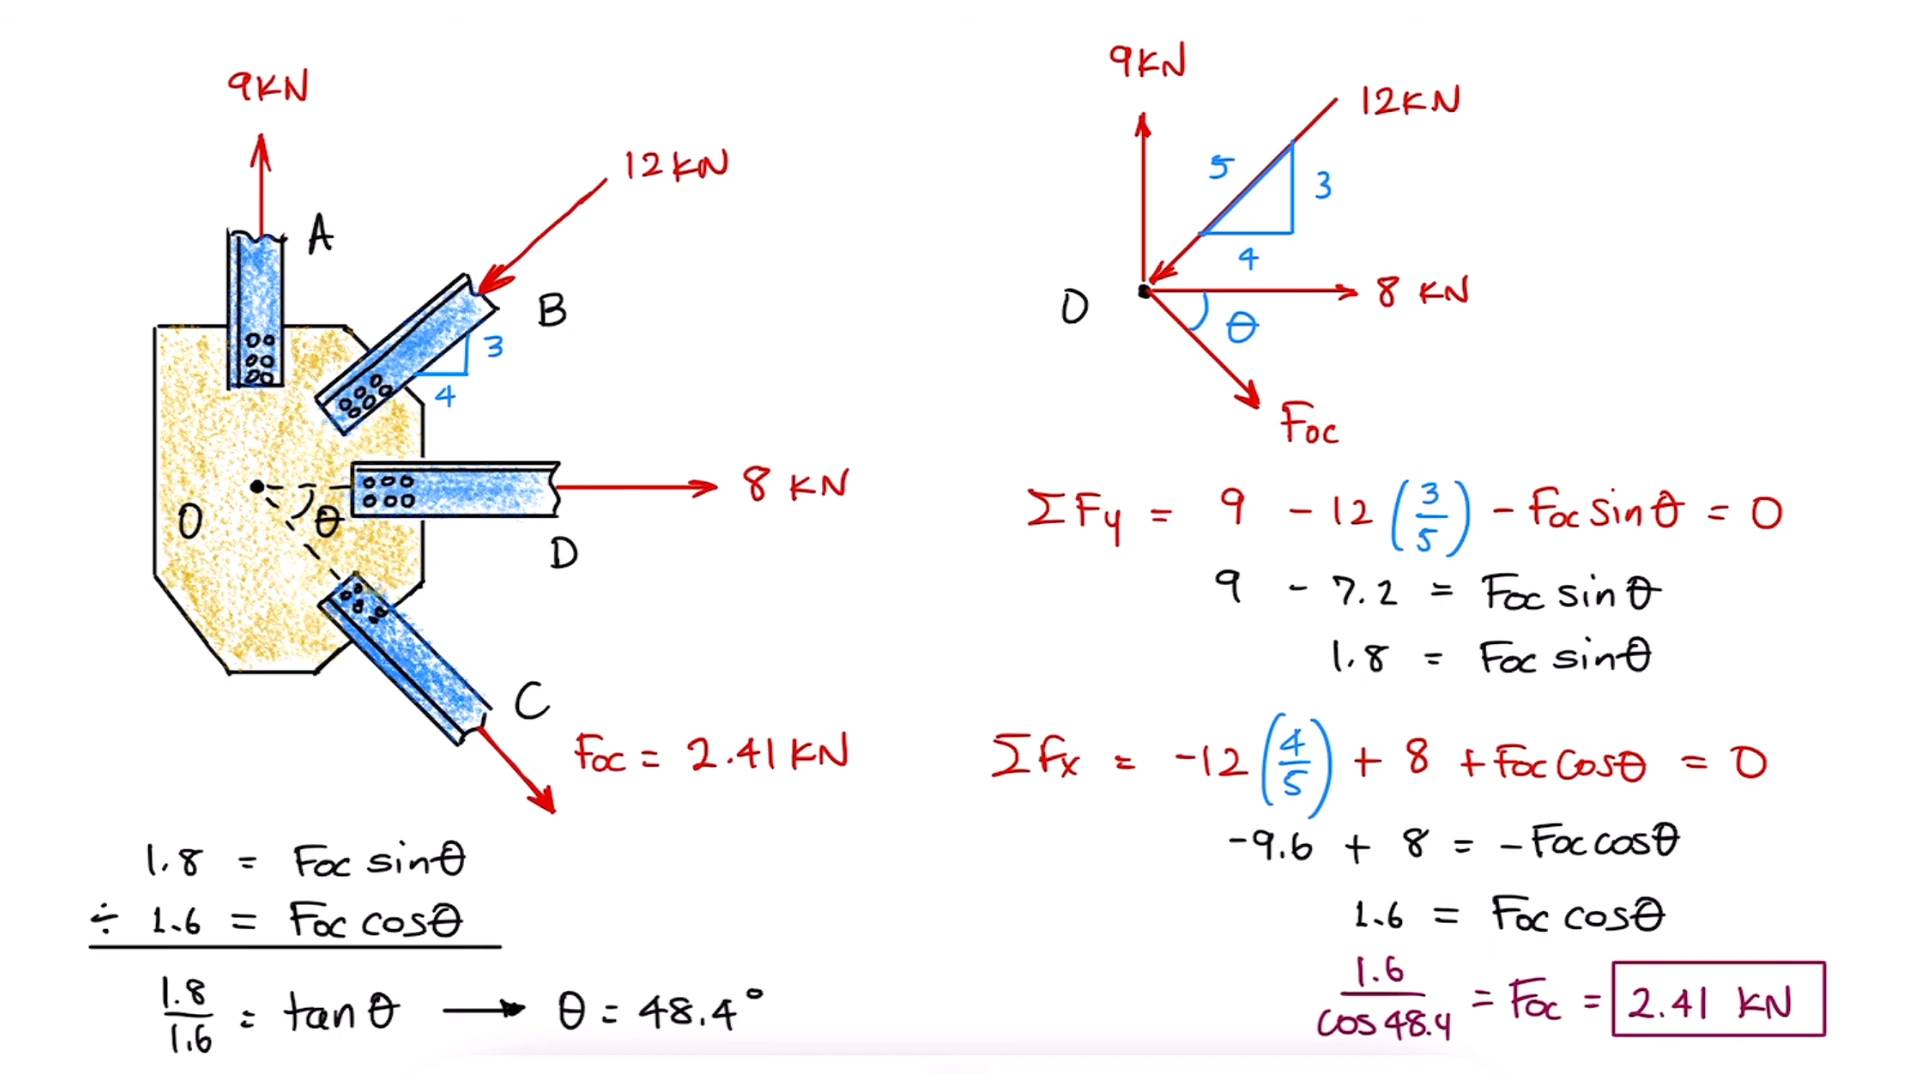 9KN
12KN
A
B
3
4
8 KN
O
θ
D
C
Foc = 2.41 KN
1.8 = Foc sinθ
÷ 1.6 = Foc cosθ
1.8/1.6 = tan θ → θ = 48.4°
9KN
12KN
5
3
4
O
8 KN
θ
Foc
ΣFy = 9 - 12 (3/5) - Foc sinθ = 0
9 - 7.2 = Foc sinθ
1.8 = Foc sinθ
ΣFx = -12 (4/5) + 8 + Foc cosθ = 0
-9.6 + 8 = -Foc cosθ
1.6 = Foc cosθ
1.6/cos 48.4 = Foc = 2.41 KN